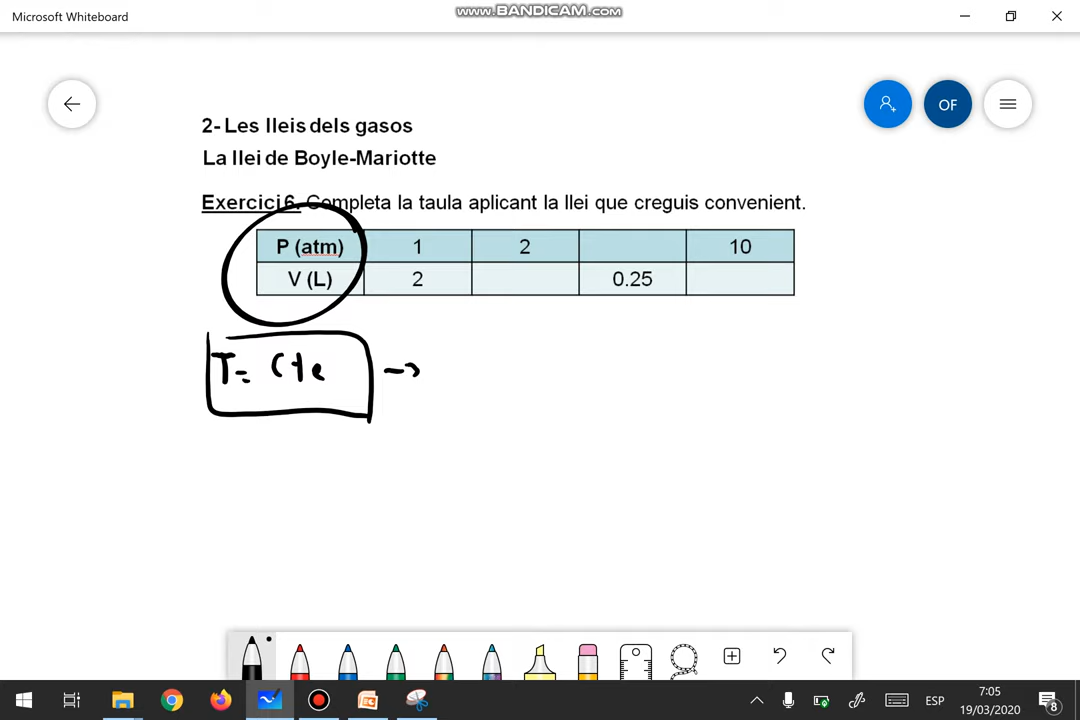 Microsoft Whiteboard
www.BANDICAM.com
OF
2- Les lleis dels gasos
La llei de Boyle-Mariotte
Exercici 6. Completa la taula aplicant la llei que creguis convenient.
P (atm) 1 2 10
V (L) 2 0.25
T = Cte →
ESP
7:05
19/03/2020
8